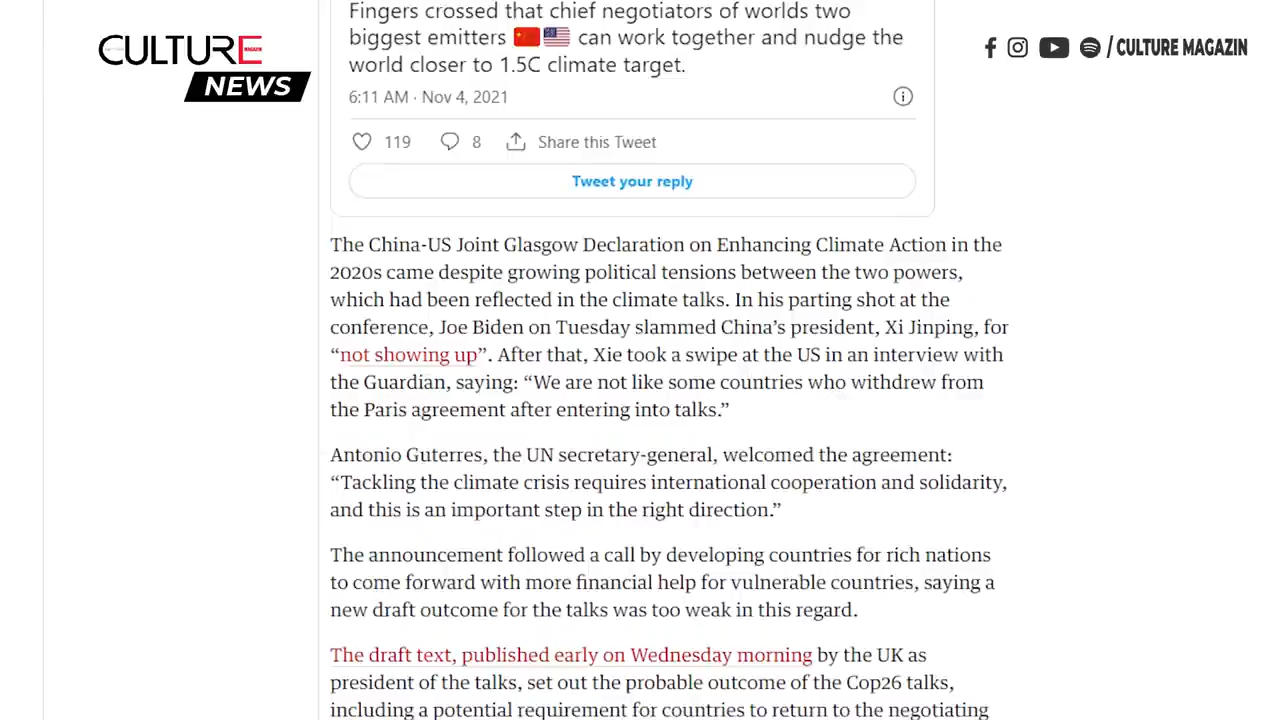 Fingers crossed that chief negotiators of worlds two
biggest emitters 🇨🇳🇺🇸 can work together and nudge the
world closer to 1.5C climate target.
6:11 AM · Nov 4, 2021
119 8 Share this Tweet
Tweet your reply
CULTURE
NEWS
/CULTURE MAGAZIN
The China-US Joint Glasgow Declaration on Enhancing Climate Action in the
2020s came despite growing political tensions between the two powers,
which had been reflected in the climate talks. In his parting shot at the
conference, Joe Biden on Tuesday slammed China’s president, Xi Jinping, for
“not showing up”. After that, Xie took a swipe at the US in an interview with
the Guardian, saying: “We are not like some countries who withdrew from
the Paris agreement after entering into talks.”
Antonio Guterres, the UN secretary-general, welcomed the agreement:
“Tackling the climate crisis requires international cooperation and solidarity,
and this is an important step in the right direction.”
The announcement followed a call by developing countries for rich nations
to come forward with more financial help for vulnerable countries, saying a
new draft outcome for the talks was too weak in this regard.
The draft text, published early on Wednesday morning by the UK as
president of the talks, set out the probable outcome of the Cop26 talks,
including a potential requirement for countries to return to the negotiating